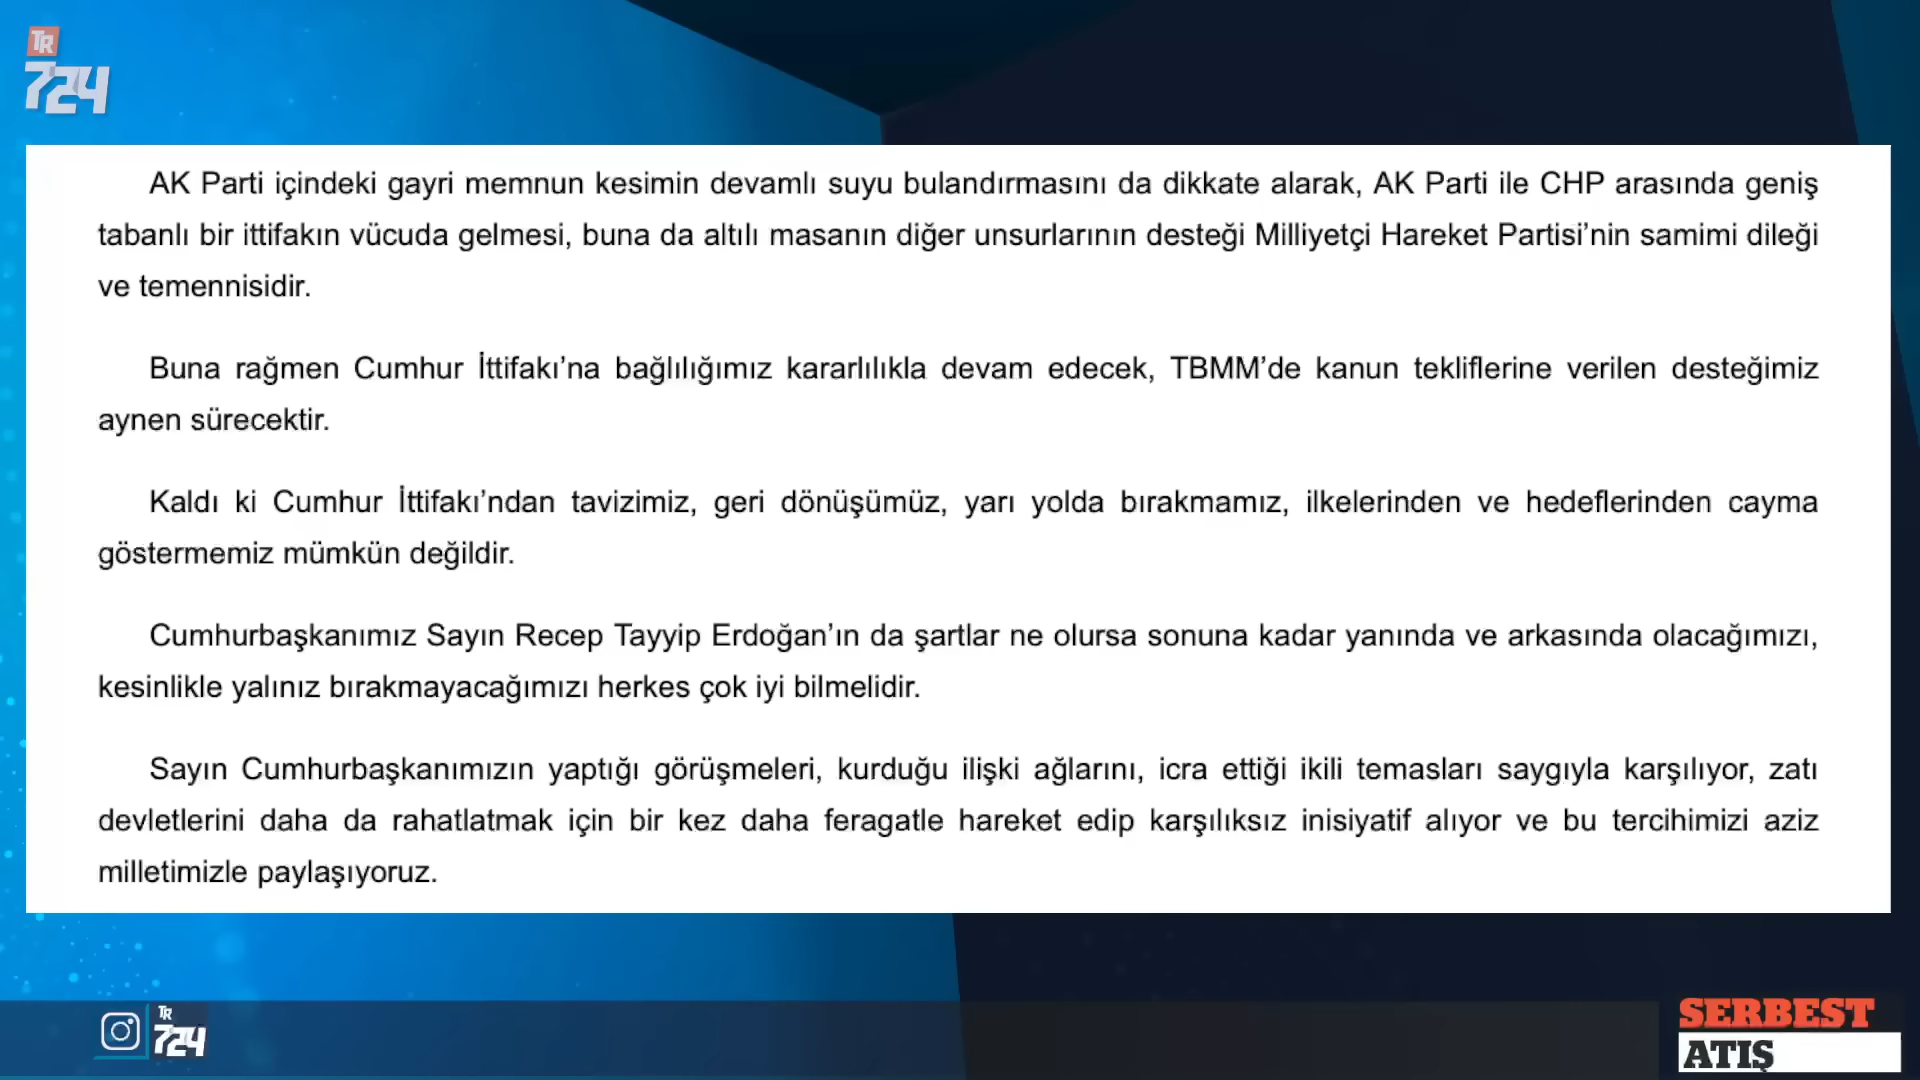 TR
724
AK Parti içindeki gayri memnun kesimin devamlı suyu bulandırmasını da dikkate alarak, AK Parti ile CHP arasında geniş
tabanlı bir ittifakın vücuda gelmesi, buna da altılı masanın diğer unsurlarının desteği Milliyetçi Hareket Partisi’nin samimi dileği
ve temennisidir.
Buna rağmen Cumhur İttifakı’na bağlılığımız kararlılıkla devam edecek, TBMM’de kanun tekliflerine verilen desteğimiz
aynen sürecektir.
Kaldı ki Cumhur İttifakı’ndan tavizimiz, geri dönüşümüz, yarı yolda bırakmamız, ilkelerinden ve hedeflerinden cayma
göstermemiz mümkün değildir.
Cumhurbaşkanımız Sayın Recep Tayyip Erdoğan’ın da şartlar ne olursa sonuna kadar yanında ve arkasında olacağımızı,
kesinlikle yalınız bırakmayacağımızı herkes çok iyi bilmelidir.
Sayın Cumhurbaşkanımızın yaptığı görüşmeleri, kurduğu ilişki ağlarını, icra ettiği ikili temasları saygıyla karşılıyor, zatı
devletlerini daha da rahatlatmak için bir kez daha feragatle hareket edip karşılıksız inisiyatif alıyor ve bu tercihimizi aziz
milletimizle paylaşıyoruz.
TR
724
SERBEST
ATIŞ